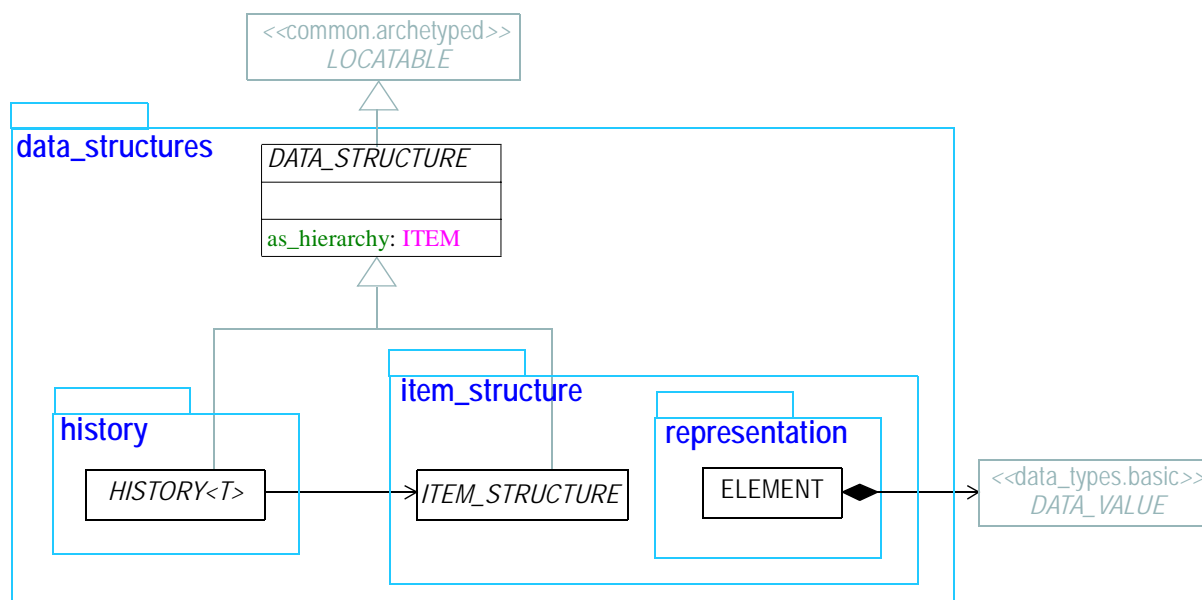 <<common.archetyped>>
LOCATABLE
data_structures
DATA_STRUCTURE
as_hierarchy: ITEM
item_structure
history
representation
HISTORY<T>
ITEM_STRUCTURE
ELEMENT
<<data_types.basic>>
DATA_VALUE